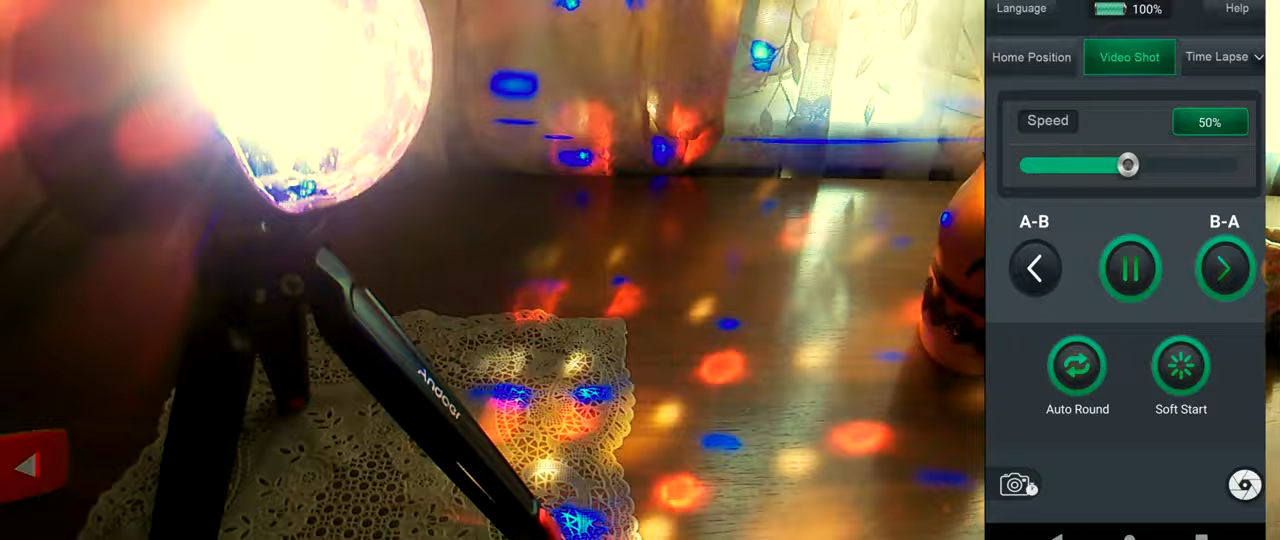 Language
100%
Help
Home Position
Video Shot
Time Lapse
Speed
50%
A-B
B-A
Auto Round
Soft Start
Andoer